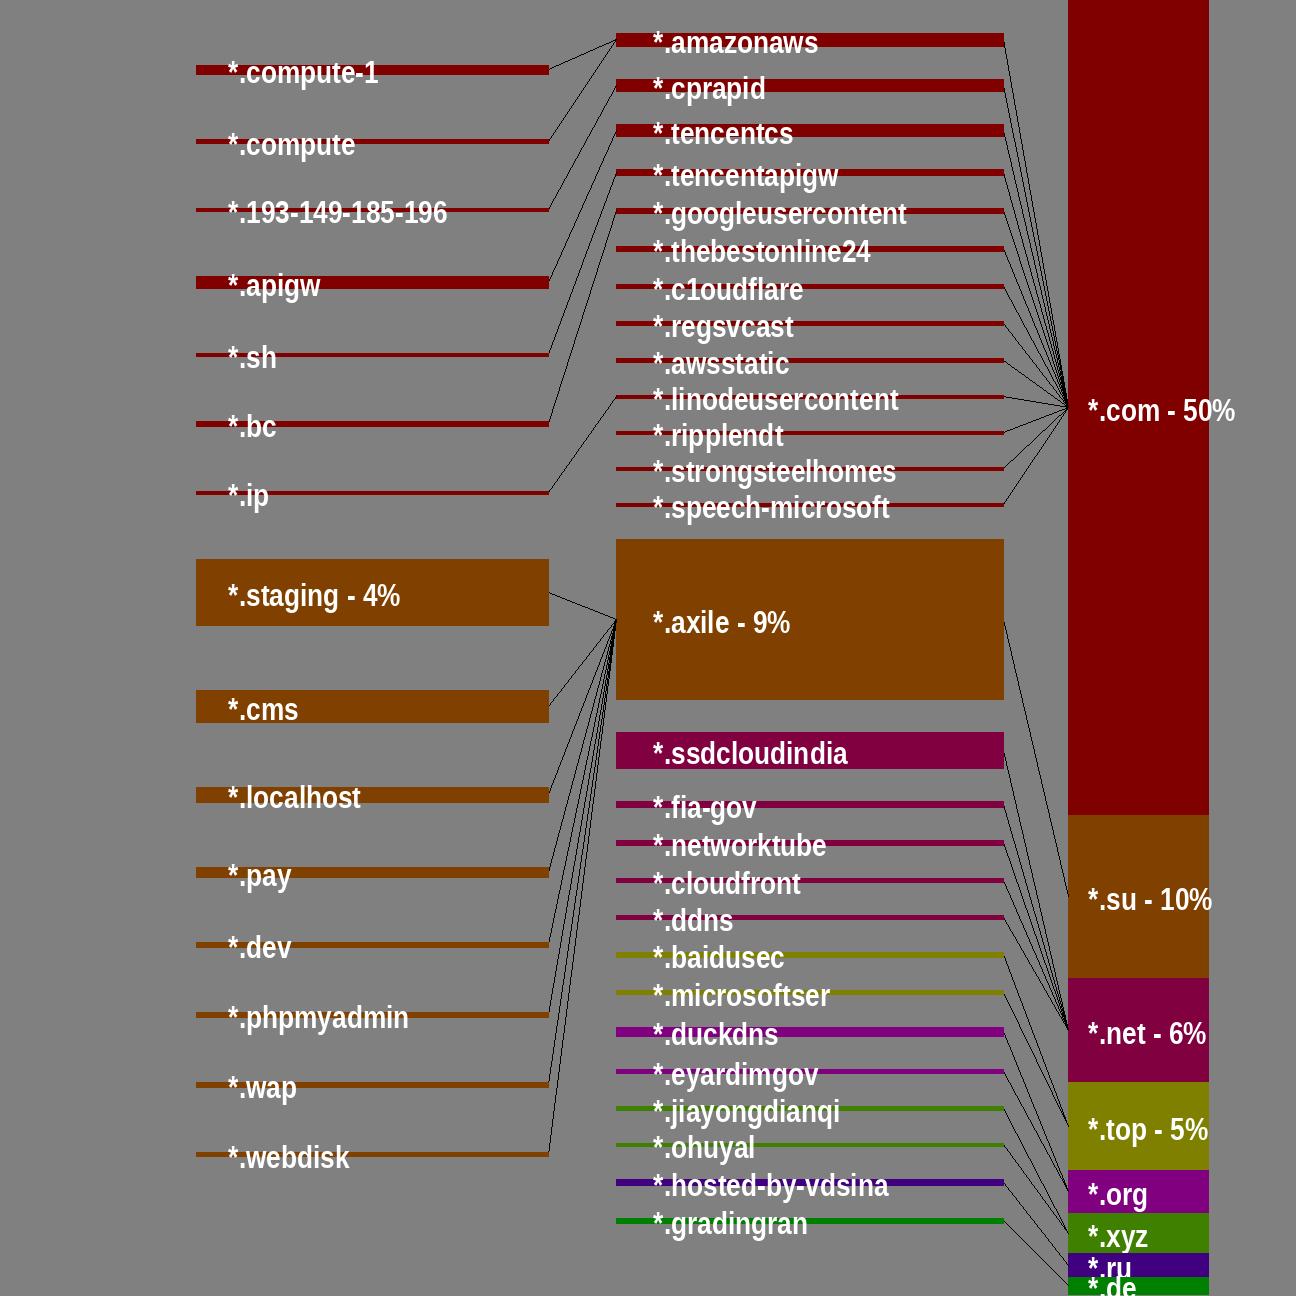 *.compute-1
*.compute
*.193-149-185-196
*.apigw
*.sh
*.bc
*.ip
*.staging - 4%
*.cms
*.localhost
*.pay
*.dev
*.phpmyadmin
*.wap
*.webdisk
*.amazonaws
*.cprapid
*.tencentcs
*.tencentapigw
*.googleusercontent
*.thebestonline24
*.c1oudflare
*.regsvcast
*.awsstatic
*.linodeusercontent
*.ripplendt
*.strongsteelhomes
*.speech-microsoft
*.axile - 9%
*.ssdcloudindia
*.fia-gov
*.networktube
*.cloudfront
*.ddns
*.baidusec
*.microsoftser
*.duckdns
*.eyardimgov
*.jiayongdianqi
*.ohuyal
*.hosted-by-vdsina
*.gradingran
*.com - 50%
*.su - 10%
*.net - 6%
*.top - 5%
*.org
*.xyz
*.ru
*.de